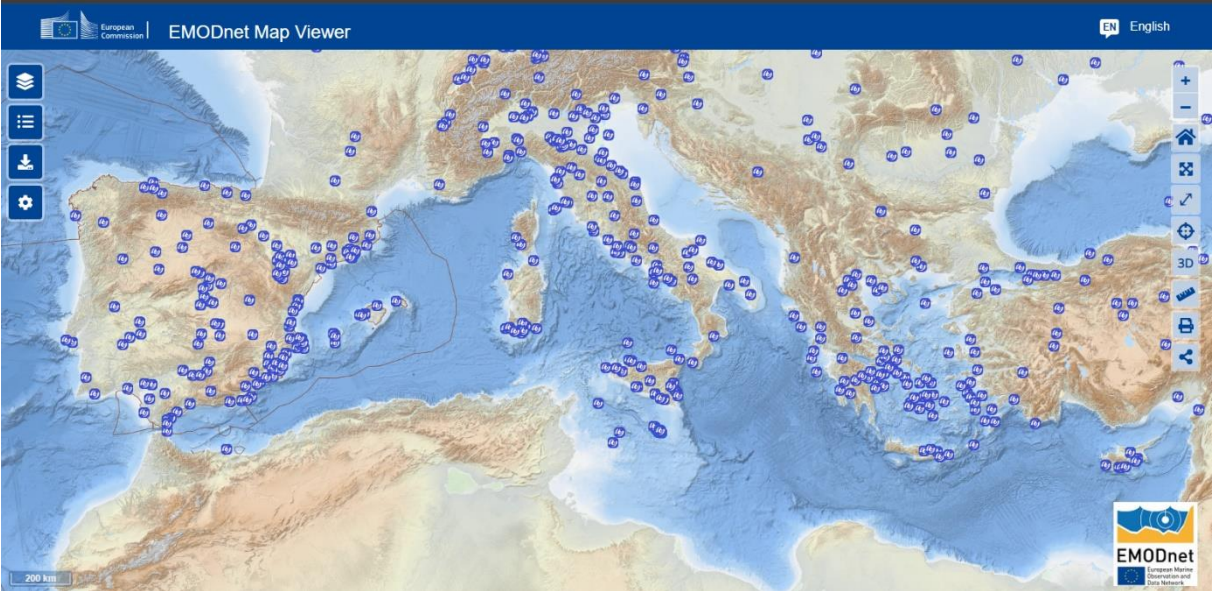 European
Commission
EMODnet Map Viewer
EN English
3D
200 km
EMODnet
European Marine
Observation and
Data Network